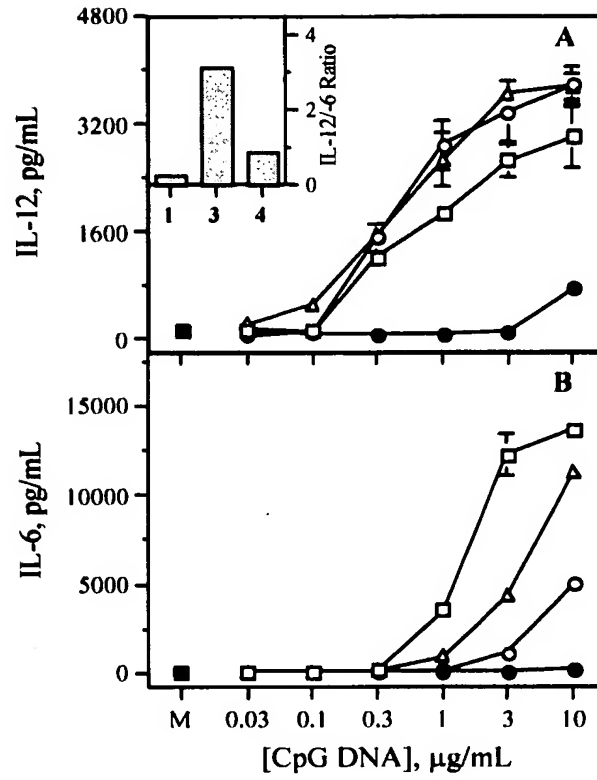 4800
3200
1600
0
IL-12, pg/mL
4
2
0
IL-12/-6 Ratio
1 3 4
A
15000
10000
5000
0
IL-6, pg/mL
B
M 0.03 0.1 0.3 1 3 10
[CpG DNA], μg/mL